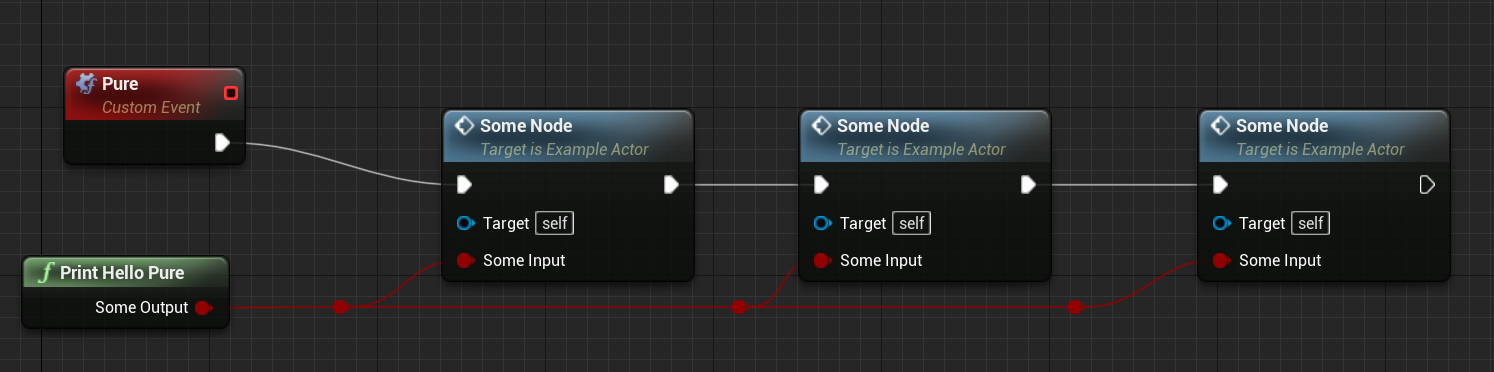 Pure
Custom Event
Some Node
Target is Example Actor
Target self
Some Input
Some Node
Target is Example Actor
Target self
Some Input
Some Node
Target is Example Actor
Target self
Some Input
Print Hello Pure
Some Output